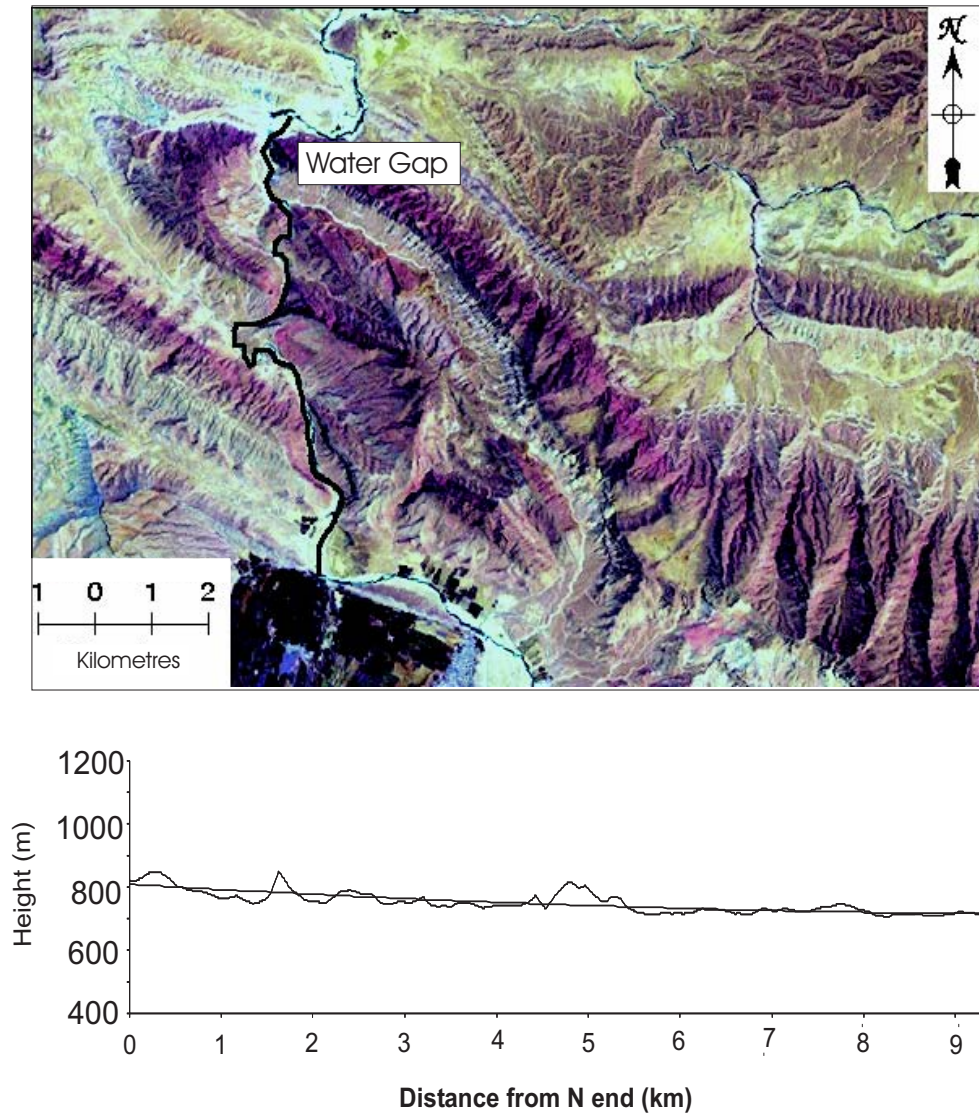 N
Water Gap
1 0 1 2
Kilometres
1200
1000
800
600
400
Height (m)
0 1 2 3 4 5 6 7 8 9
Distance from N end (km)